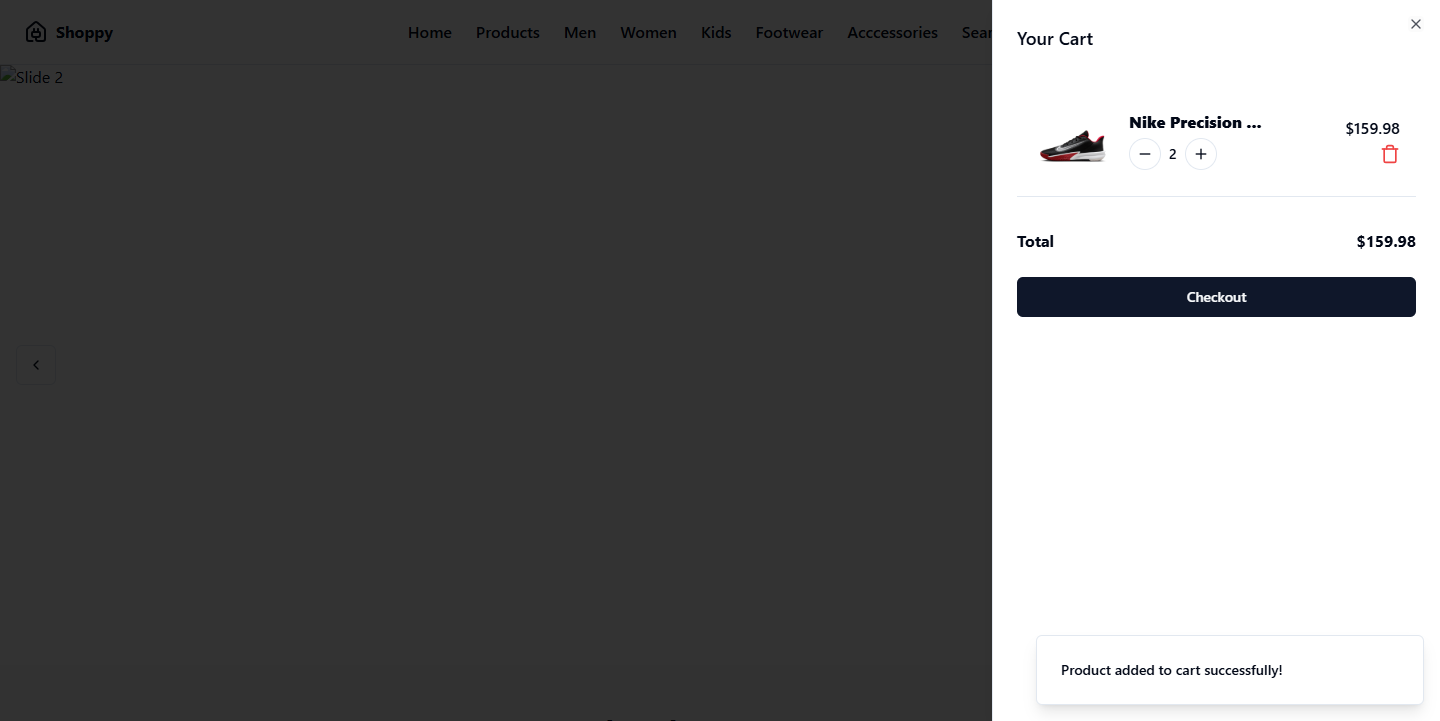 Shoppy
Home Products Men Women Kids Footwear Acccessories
Slide 2
Your Cart
Nike Precision ...
$159.98
2
Total $159.98
Checkout
Product added to cart successfully!